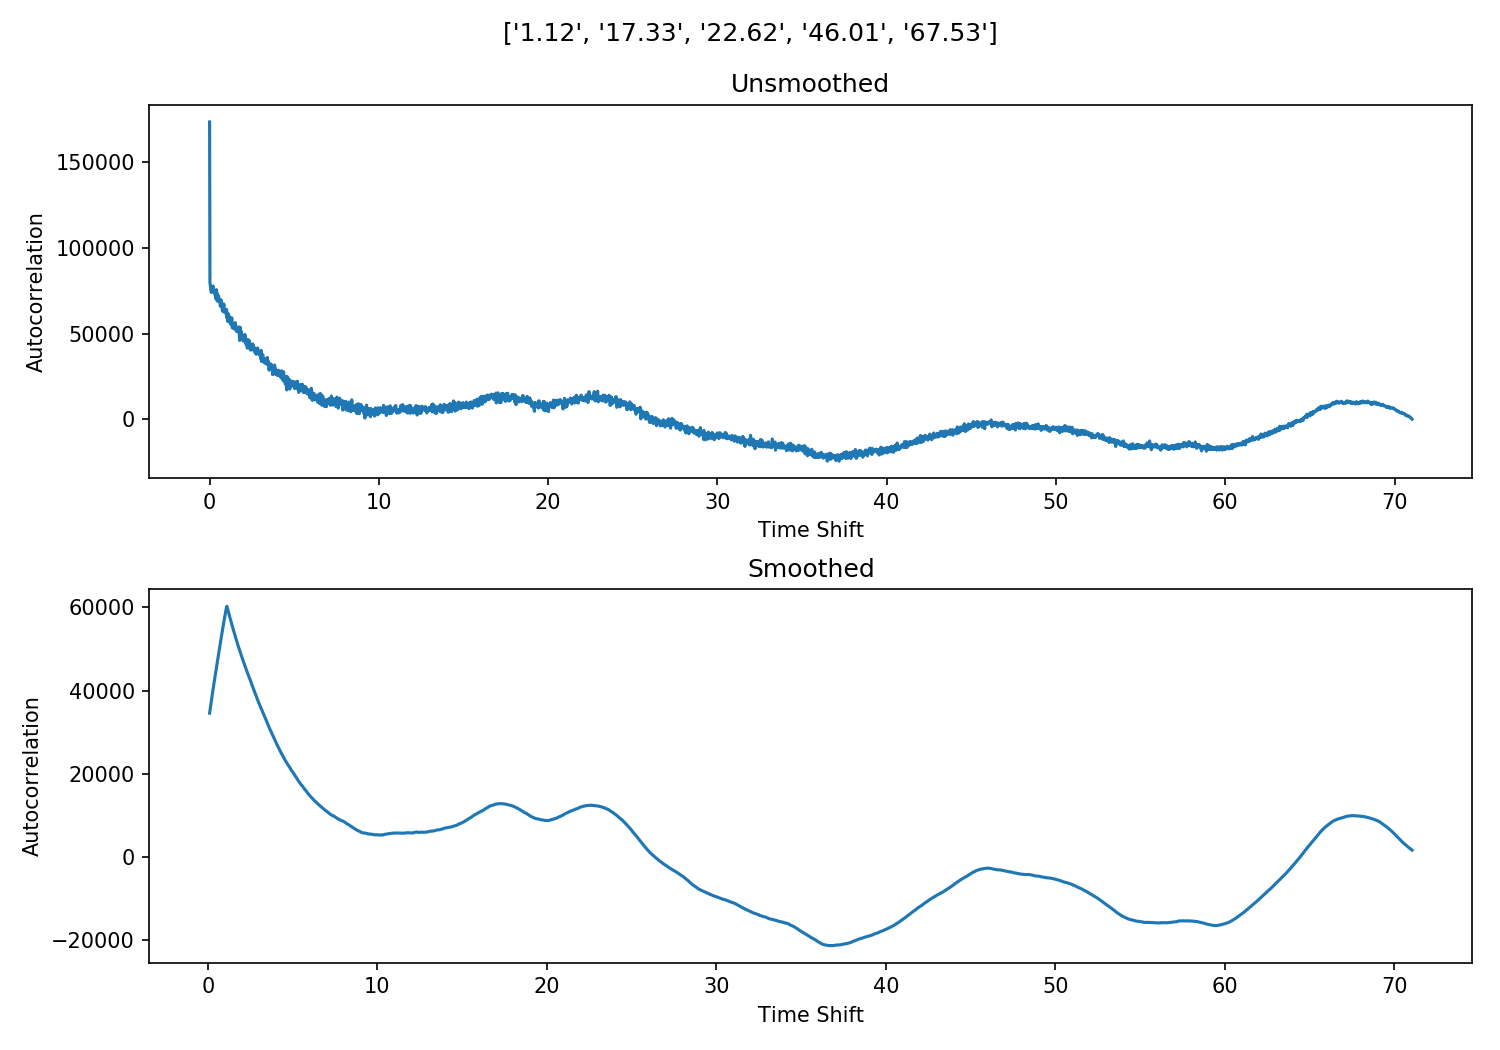 ['1.12', '17.33', '22.62', '46.01', '67.53']
Unsmoothed
Autocorrelation
150000
100000
50000
0
0 10 20 30 40 50 60 70
Time Shift
Smoothed
Autocorrelation
60000
40000
20000
0
−20000
0 10 20 30 40 50 60 70
Time Shift